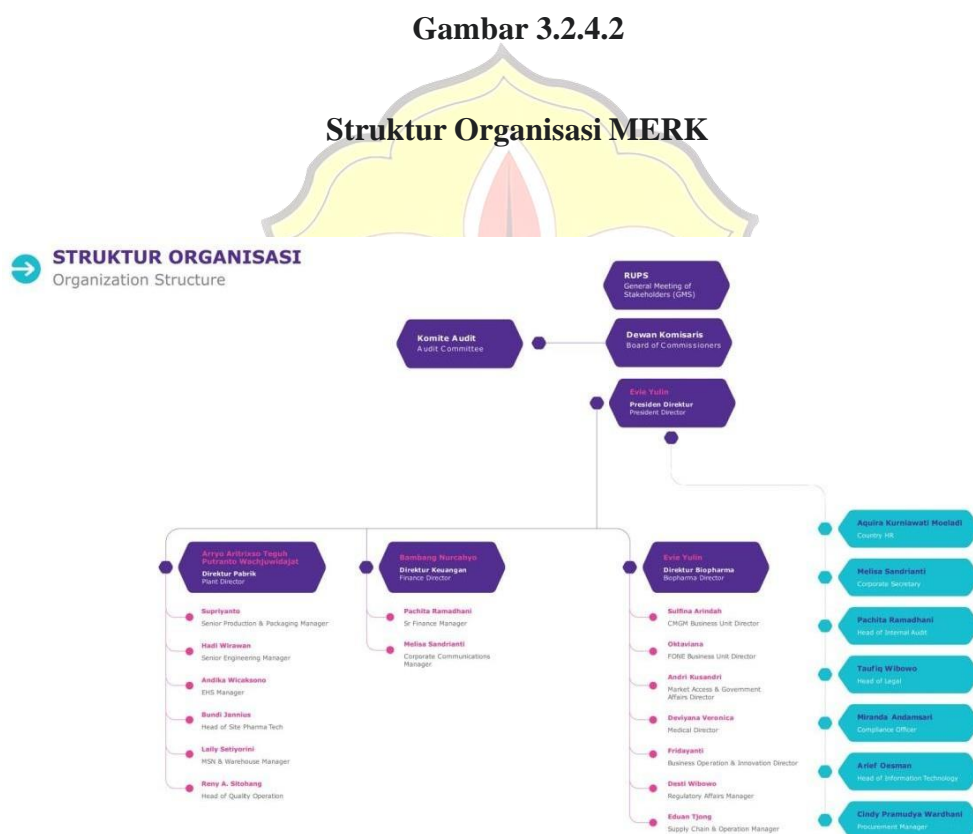 Gambar 3.2.4.2
Struktur Organisasi MERK
STRUKTUR ORGANISASI
Organization Structure
RUPS
General Meeting of
Stakeholders (GMS)
Komite Audit
Audit Committee
Dewan Komisaris
Board of Commissioners
Evie Yulin
Presiden Direktur
President Director
Arryo Aritrixso Teguh
Putranto Wachjuwidajat
Direktur Pabrik
Plant Director
Supriyanto
Senior Production & Packaging Manager
Hadi Wirawan
Senior Engineering Manager
Andika Wicaksono
EHS Manager
Bundi Jannius
Head of Site Pharma Tech
Laily Setiyorini
MSN & Warehouse Manager
Reny A. Sitohang
Head of Quality Operation
Bambang Nurcahyo
Direktur Keuangan
Finance Director
Pachita Ramadhani
Sr Finance Manager
Melisa Sandrianti
Corporate Communications
Manager
Evie Yulin
Direktur Biopharma
Biopharma Director
Sulfina Arindah
CMGM Business Unit Director
Oktaviana
FONE Business Unit Director
Andri Kusandri
Market Access & Government
Affairs Director
Deviyana Veronica
Medical Director
Fridayanti
Business Operation & Innovation Director
Desti Wibowo
Regulatory Affairs Manager
Eduan Tjong
Supply Chain & Operation Manager
Aquira Kurniawati Moeladi
Country HR
Melisa Sandrianti
Corporate Secretary
Pachita Ramadhani
Head of Internal Audit
Taufiq Wibowo
Head of Legal
Miranda Andamsari
Compliance Officer
Arief Oesman
Head of Information Technology
Cindy Pramudya Wardhani
Procurement Manager